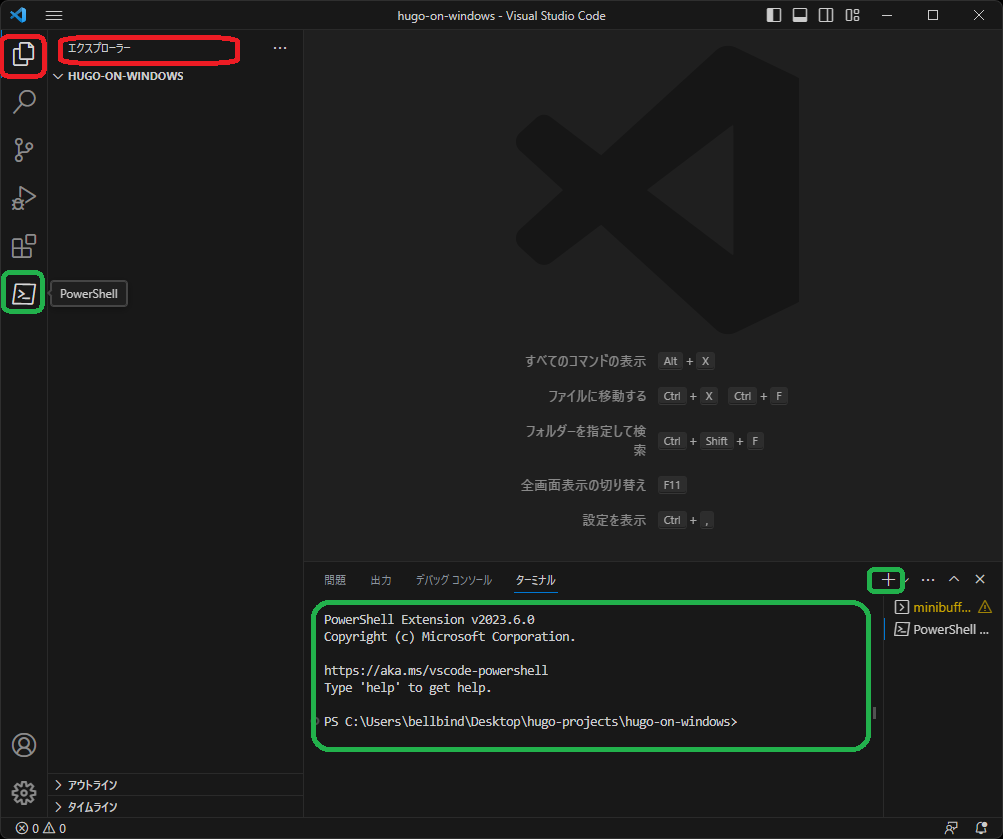 hugo-on-windows - Visual Studio Code
エクスプローラー
HUGO-ON-WINDOWS
PowerShell
すべてのコマンドの表示 Alt + X
ファイルに移動する Ctrl + X Ctrl + F
フォルダーを指定して検
索 Ctrl + Shift + F
全画面表示の切り替え F11
設定を表示 Ctrl + ,
問題 出力 デバッグ コンソール ターミナル
PowerShell Extension v2023.6.0
Copyright (c) Microsoft Corporation.
https://aka.ms/vscode-powershell
Type 'help' to get help.
PS C:\Users\bellbind\Desktop\hugo-projects\hugo-on-windows>
minibuff...
PowerShell ...
アウトライン
タイムライン
0 0